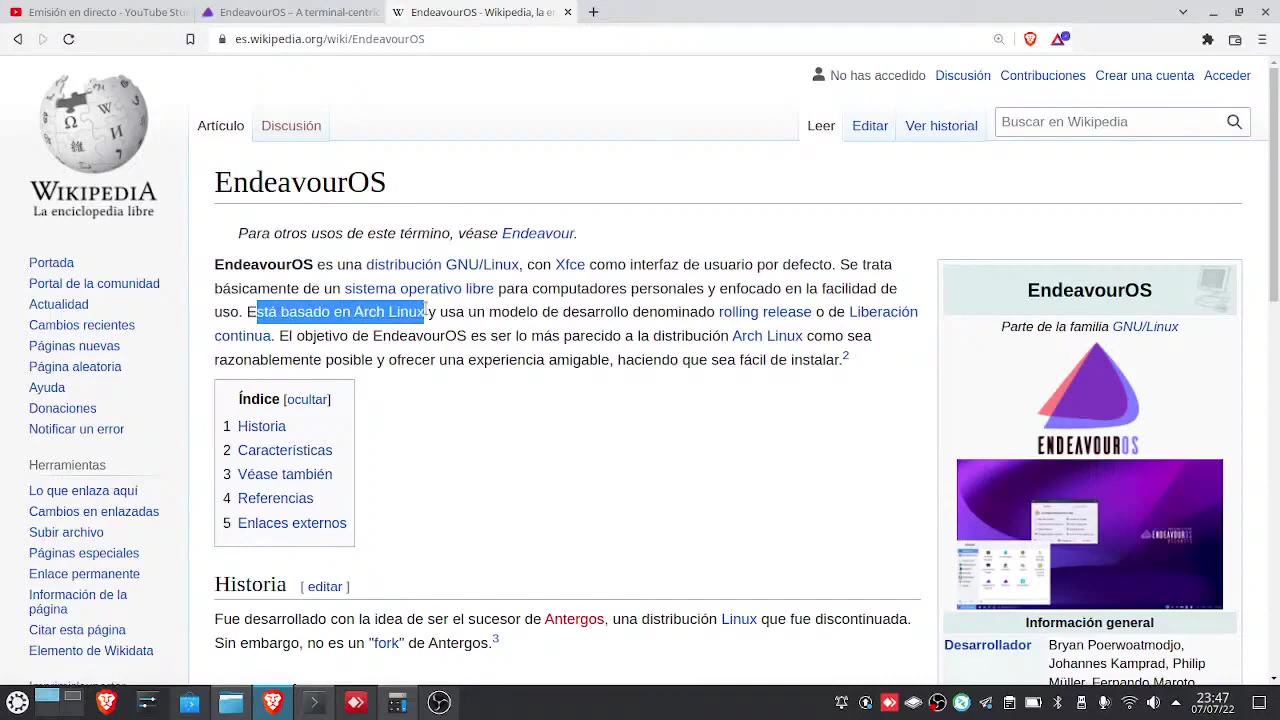 Emisión en directo - YouTube Stu
EndeavourOS – A terminal-centric
EndeavourOS - Wikipedia, la en
es.wikipedia.org/wiki/EndeavourOS
No has accedido Discusión Contribuciones Crear una cuenta Acceder
Artículo Discusión Leer Editar Ver historial Buscar en Wikipedia
WIKIPEDIA
La enciclopedia libre
Portada
Portal de la comunidad
Actualidad
Cambios recientes
Páginas nuevas
Página aleatoria
Ayuda
Donaciones
Notificar un error
Herramientas
Lo que enlaza aquí
Cambios en enlazadas
Subir archivo
Páginas especiales
Enlace permanente
Información de la
página
Citar esta página
Elemento de Wikidata
EndeavourOS
Para otros usos de este término, véase Endeavour.
EndeavourOS es una distribución GNU/Linux, con Xfce como interfaz de usuario por defecto. Se trata
básicamente de un sistema operativo libre para computadores personales y enfocado en la facilidad de
uso. Está basado en Arch Linux y usa un modelo de desarrollo denominado rolling release o de Liberación
continua. El objetivo de EndeavourOS es ser lo más parecido a la distribución Arch Linux como sea
razonablemente posible y ofrecer una experiencia amigable, haciendo que sea fácil de instalar.2
Índice [ocultar]
1 Historia
2 Características
3 Véase también
4 Referencias
5 Enlaces externos
Historia [ editar ]
Fue desarrollado con la idea de ser el sucesor de Antergos, una distribución Linux que fue discontinuada.
Sin embargo, no es un "fork" de Antergos.3
EndeavourOS
Parte de la familia GNU/Linux
ENDEAVOUROS
ENDEAVOUROS
Información general
Desarrollador Bryan Poerwoatmodjo,
Johannes Kamprad, Philip
Müller, Fernando Maroto
23:47
07/07/22